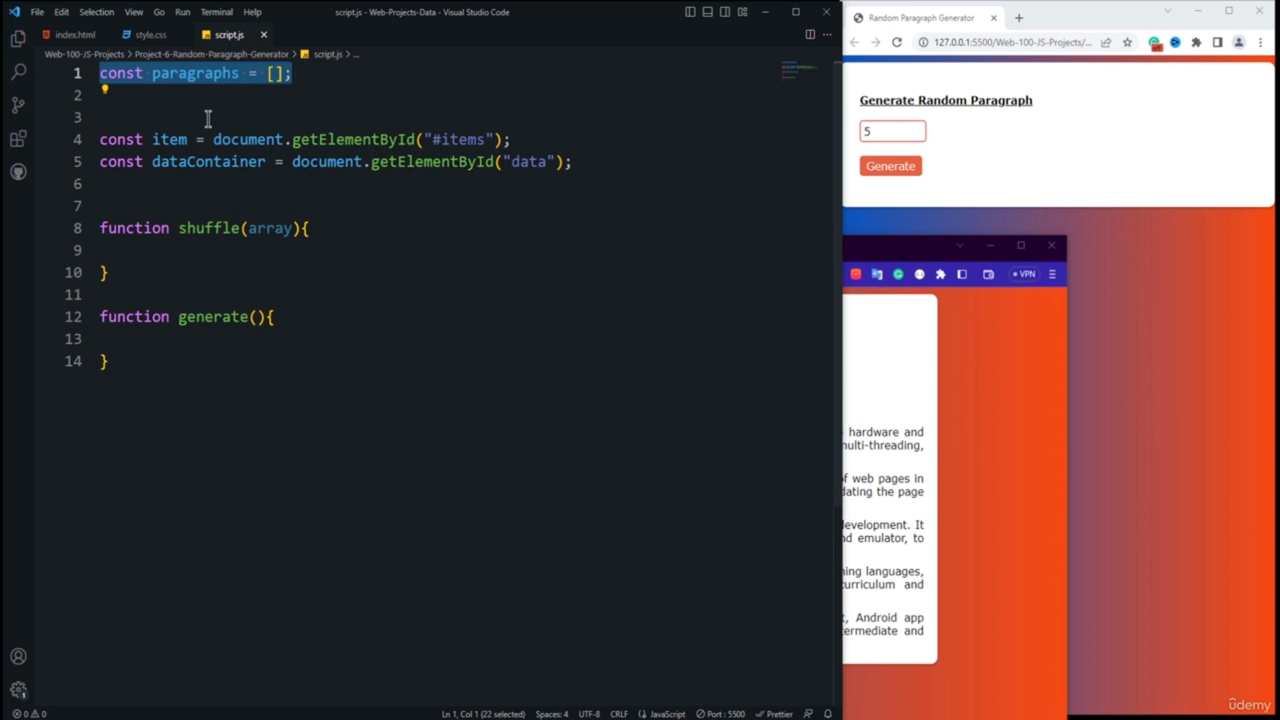 File Edit Selection View Go Run Terminal Help script.js - Web-Projects-Data - Visual Studio Code
index.html style.css script.js
Web-100-JS-Projects > Project-6-Random-Paragraph-Generator > script.js > ...
1 const paragraphs = [];
2
3
4 const item = document.getElementById("#items");
5 const dataContainer = document.getElementById("data");
6
7
8 function shuffle(array){
9
10 }
11
12 function generate(){
13
14 }
0 0 Ln 1, Col 1 (22 selected) Spaces: 4 UTF-8 CRLF {} JavaScript Port : 5500 Prettier
Random Paragraph Generator
127.0.0.1:5500/Web-100-JS-Projects/...
Generate Random Paragraph
5
Generate
VPN
hardware and
multi-threading,
of web pages in
dating the page
development. It
nd emulator, to
ning languages,
curriculum and
t, Android app
ermediate and
udemy